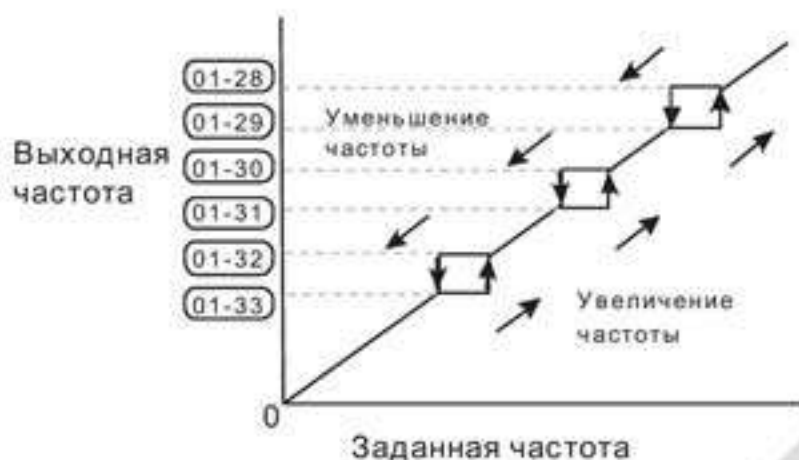 01-28
01-29
01-30
01-31
01-32
01-33
Выходная
частота
Уменьшение
частоты
Увеличение
частоты
0
Заданная частота